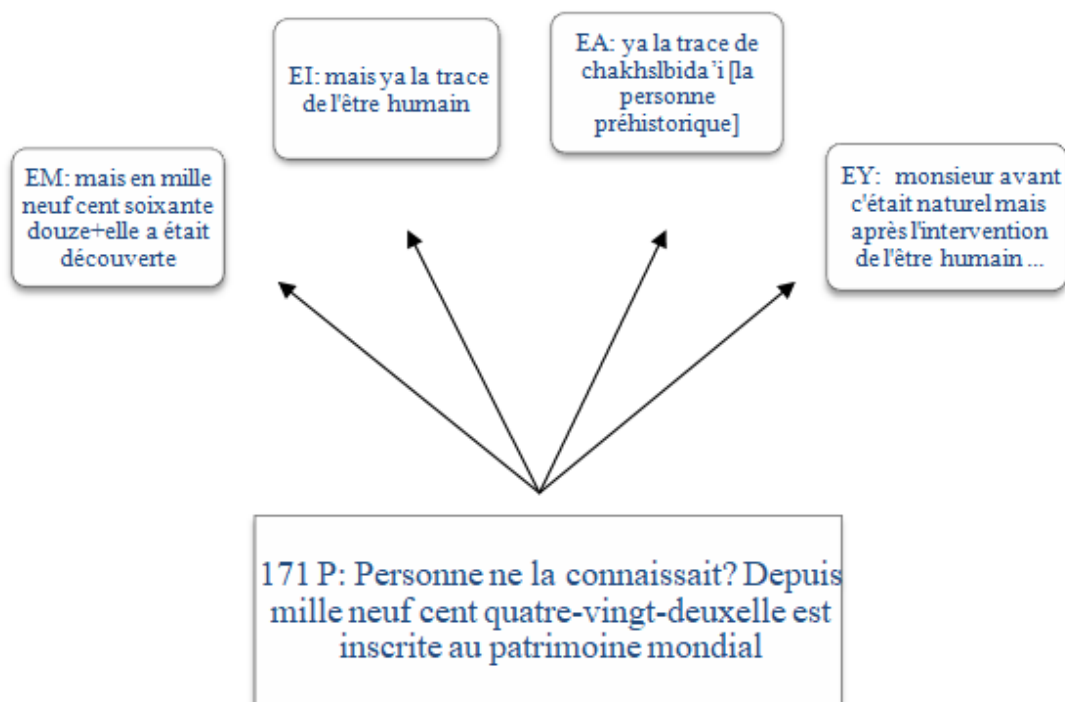 EM: mais en mille
neuf cent soixante
douze+elle a était
découverte
EI: mais ya la trace
de l'être humain
EA: ya la trace de
chakhslbida’i [la
personne
préhistorique]
EY: monsieur avant
c'était naturel mais
après l'intervention
de l'être humain ...
171 P: Personne ne la connaissait? Depuis
mille neuf cent quatre-vingt-deuxelle est
inscrite au patrimoine mondial